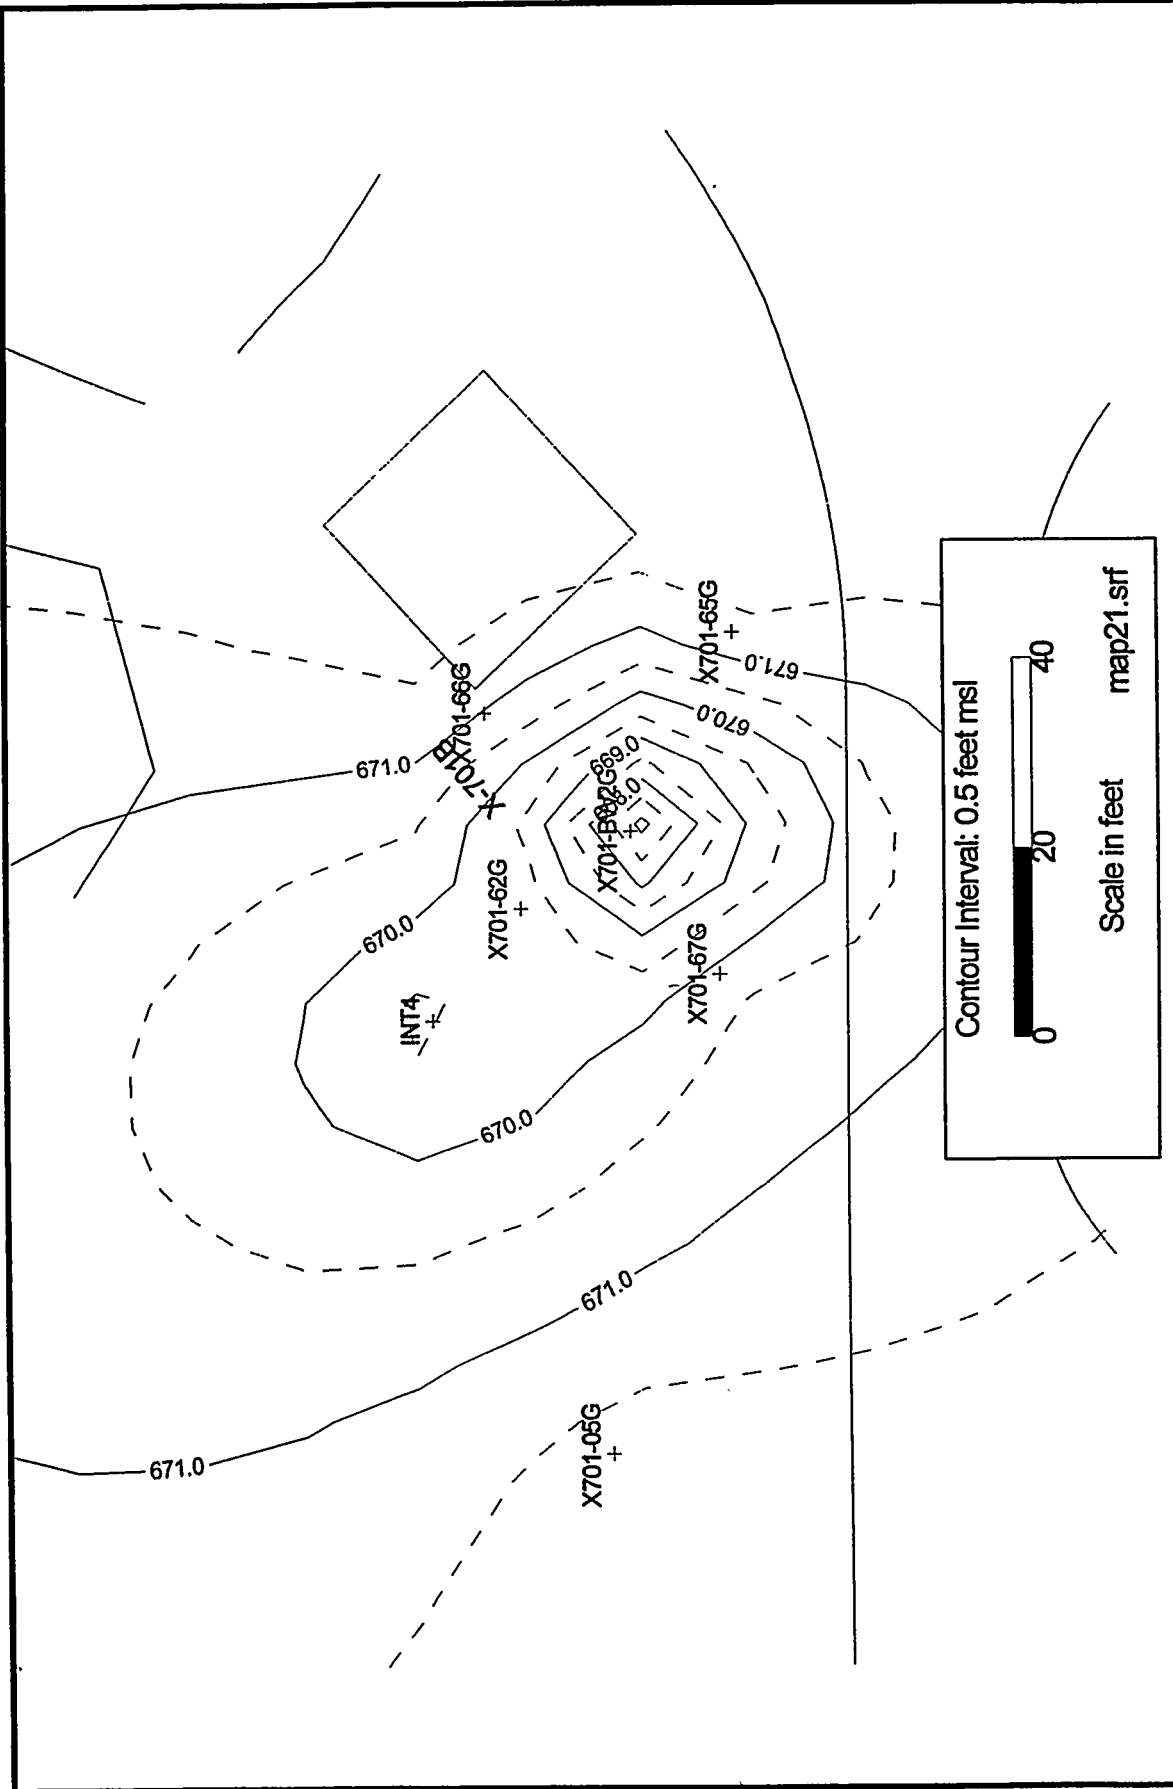 671.0
X701-66G
X-701B
X701-65G
671.0
670.0
669.0
670.0
X701-62G
INT4
X701-67G
670.0
671.0
671.0
X701-05G
Contour Interval: 0.5 feet msl
0 20 40
Scale in feet map21.srf